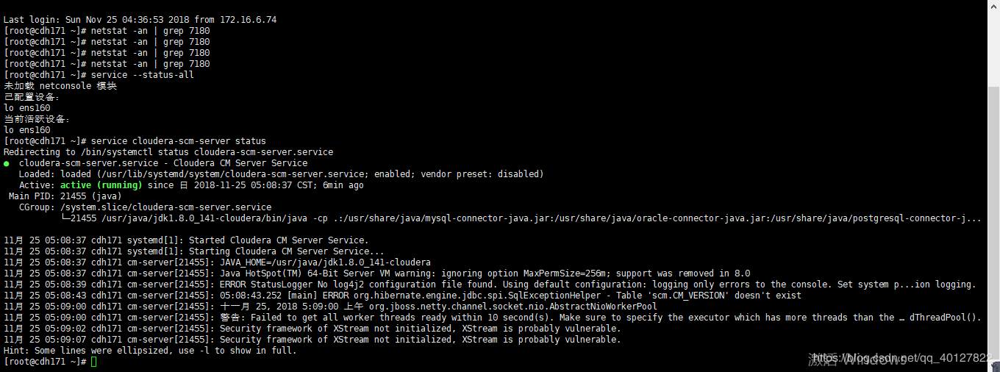 Last login: Sun Nov 25 04:36:53 2018 from 172.16.6.74
[root@cdh171 ~]# netstat -an | grep 7180
[root@cdh171 ~]# netstat -an | grep 7180
[root@cdh171 ~]# netstat -an | grep 7180
[root@cdh171 ~]# netstat -an | grep 7180
[root@cdh171 ~]# service --status-all
未加载 netconsole 模块
已配置设备：
lo ens160
当前活跃设备：
lo ens160
[root@cdh171 ~]# service cloudera-scm-server status
Redirecting to /bin/systemctl status cloudera-scm-server.service
● cloudera-scm-server.service - Cloudera CM Server Service
Loaded: loaded (/usr/lib/systemd/system/cloudera-scm-server.service; enabled; vendor preset: disabled)
Active: active (running) since 日 2018-11-25 05:08:37 CST; 6min ago
Main PID: 21455 (java)
CGroup: /system.slice/cloudera-scm-server.service
└─21455 /usr/java/jdk1.8.0_141-cloudera/bin/java -cp .:/usr/share/java/mysql-connector-java.jar:/usr/share/java/oracle-connector-java.jar:/usr/share/java/postgresql-connector-j...
11月 25 05:08:37 cdh171 systemd[1]: Started Cloudera CM Server Service.
11月 25 05:08:37 cdh171 systemd[1]: Starting Cloudera CM Server Service...
11月 25 05:08:37 cdh171 cm-server[21455]: JAVA_HOME=/usr/java/jdk1.8.0_141-cloudera
11月 25 05:08:37 cdh171 cm-server[21455]: Java HotSpot(TM) 64-Bit Server VM warning: ignoring option MaxPermSize=256m; support was removed in 8.0
11月 25 05:08:39 cdh171 cm-server[21455]: ERROR StatusLogger No log4j2 configuration file found. Using default configuration: logging only errors to the console. Set system p...ion logging.
11月 25 05:08:43 cdh171 cm-server[21455]: 05:08:43.252 [main] ERROR org.hibernate.engine.jdbc.spi.SqlExceptionHelper - Table 'scm.CM_VERSION' doesn't exist
11月 25 05:09:00 cdh171 cm-server[21455]: 十一月 25, 2018 5:09:00 上午 org.jboss.netty.channel.socket.nio.AbstractNioWorkerPool
11月 25 05:09:00 cdh171 cm-server[21455]: 警告: Failed to get all worker threads ready within 10 second(s). Make sure to specify the executor which has more threads than the … dThreadPool().
11月 25 05:09:02 cdh171 cm-server[21455]: Security framework of XStream not initialized, XStream is probably vulnerable.
11月 25 05:09:07 cdh171 cm-server[21455]: Security framework of XStream not initialized, XStream is probably vulnerable.
Hint: Some lines were ellipsized, use -l to show in full.
[root@cdh171 ~]#
激活 Windows
https://blog.csdn.net/qq_40127822